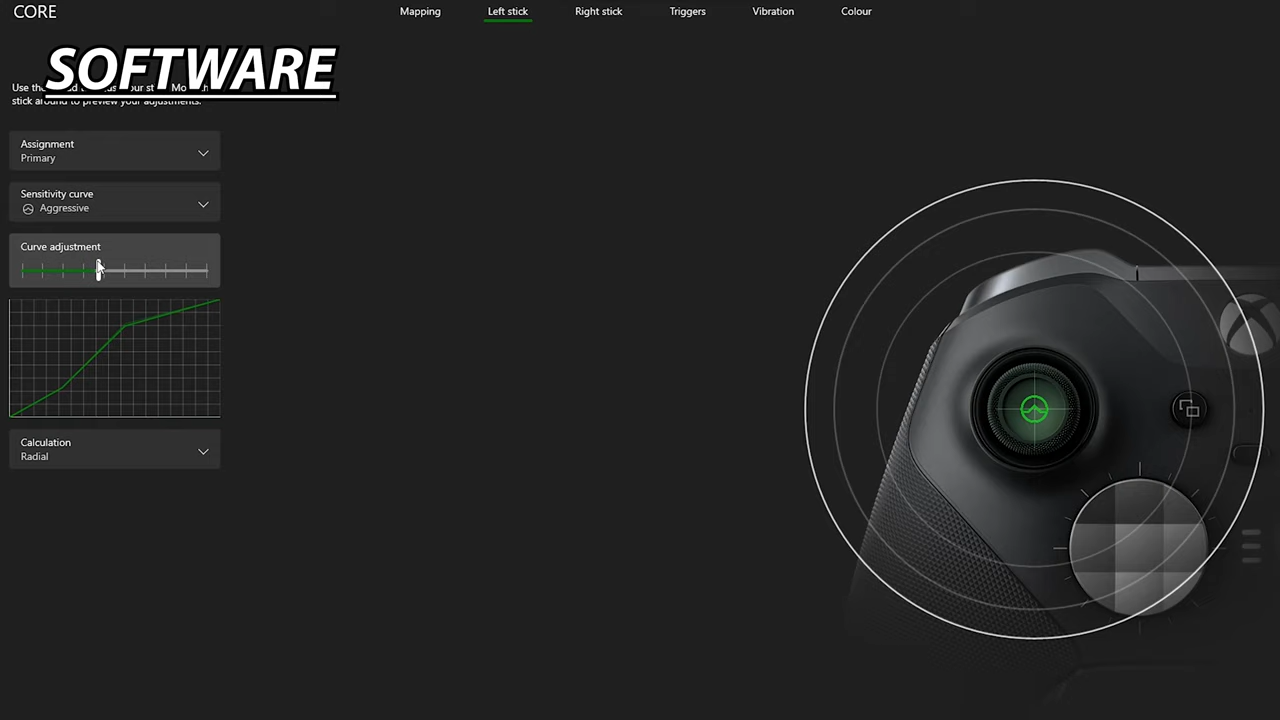 CORE
Mapping
Left stick
Right stick
Triggers
Vibration
Colour
SOFTWARE
Use the
stick around to preview your adjustments.
Assignment
Primary
Sensitivity curve
Aggressive
Curve adjustment
Calculation
Radial